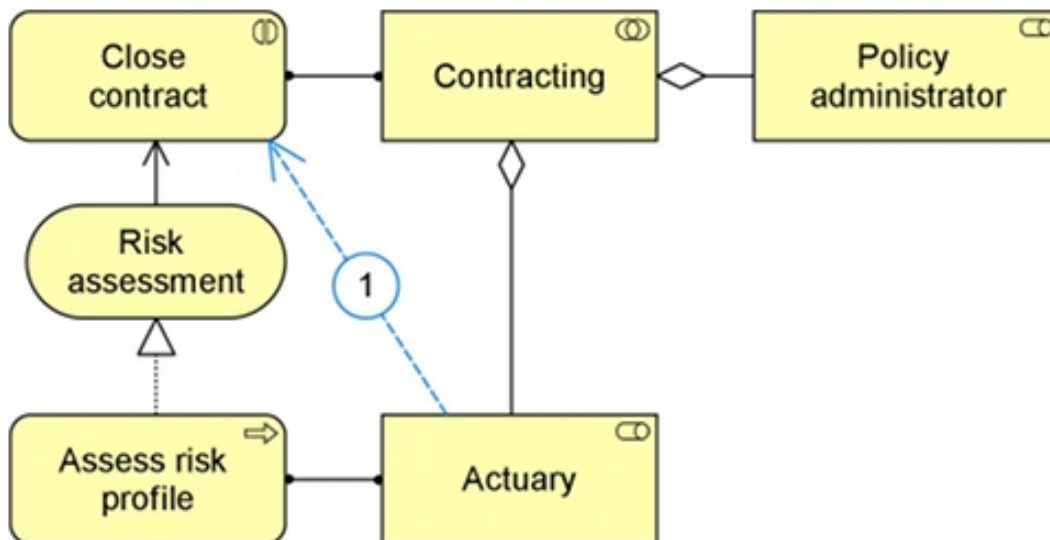 Close
contract
Contracting
Policy
administrator
Risk
assessment
1
Assess risk
profile
Actuary